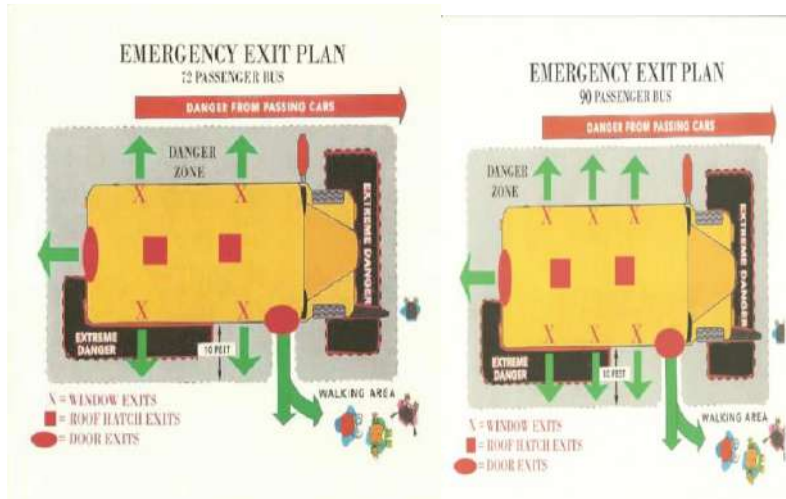 EMERGENCY EXIT PLAN
72 PASSENGER BUS
DANGER FROM PASSING CARS
DANGER
ZONE
X
X
EXTREME DANGER
X
X
EXTREME
DANGER
10 FEET
WALKING AREA
X = WINDOW EXITS
= ROOF HATCH EXITS
= DOOR EXITS
EMERGENCY EXIT PLAN
90 PASSENGER BUS
DANGER FROM PASSING CARS
DANGER
ZONE
X
X
X
EXTREME DANGER
X
X
X
EXTREME
DANGER
10 FEET
WALKING AREA
X = WINDOW EXITS
= ROOF HATCH EXITS
= DOOR EXITS